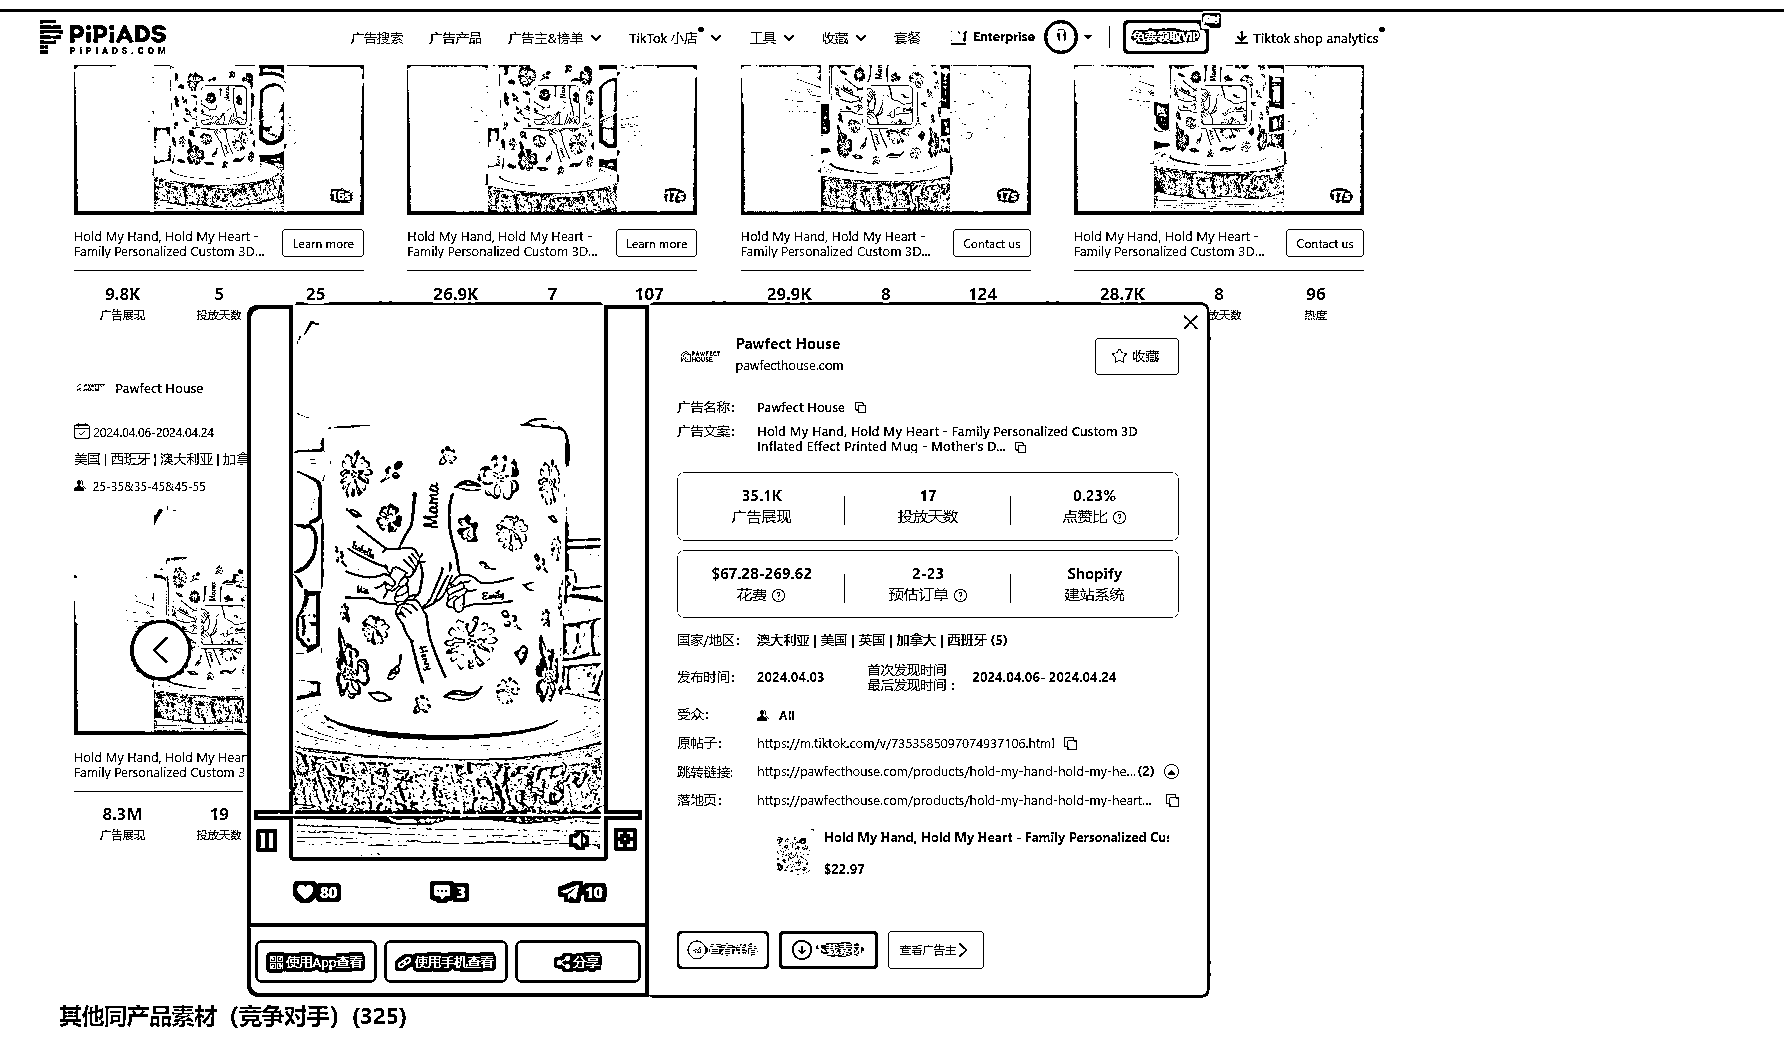 PiPiADS
PIPIADS.COM
广告搜索
广告产品
广告主&榜单
TikTok 小店
工具
收藏
套餐
Enterprise
免费领取VIP
Tiktok shop analytics
16s
17s
17s
17s
Hold My Hand, Hold My Heart -
Family Personalized Custom 3D...
Learn more
Hold My Hand, Hold My Heart -
Family Personalized Custom 3D...
Learn more
Hold My Hand, Hold My Heart -
Family Personalized Custom 3D...
Contact us
Hold My Hand, Hold My Heart -
Family Personalized Custom 3D...
Contact us
9.8K 5 25
广告展现 投放天数
26.9K 7 107
29.9K 8 124
28.7K 8 96
放天数 热度
Pawfect House
2024.04.06-2024.04.24
美国 | 西班牙 | 澳大利亚 | 加拿
25-35&35-45&45-55
Hold My Hand, Hold My Hear
Family Personalized Custom 3
8.3M 19
广告展现 投放天数
Mama
Isabella
Mia
Emily
Henry
80
3
10
使用App查看
使用手机查看
分享
PAWFECT
HOUSE
Pawfect House
pawfecthouse.com
收藏
广告名称: Pawfect House
广告文案: Hold My Hand, Hold My Heart - Family Personalized Custom 3D
Inflated Effect Printed Mug - Mother's D...
35.1K 17 0.23%
广告展现 投放天数 点赞比
$67.28-269.62 2-23 Shopify
花费 预估订单 建站系统
国家/地区: 澳大利亚 | 美国 | 英国 | 加拿大 | 西班牙 (5)
发布时间: 2024.04.03 首次发现时间
最后发现时间: 2024.04.06- 2024.04.24
受众: All
原帖子: https://m.tiktok.com/v/7353585097074937106.html
跳转链接: https://pawfecthouse.com/products/hold-my-hand-hold-my-he...(2)
落地页: https://pawfecthouse.com/products/hold-my-hand-hold-my-heart...
Hold My Hand, Hold My Heart - Family Personalized Cus
$22.97
查看广告主
其他同产品素材（竞争对手）(325)